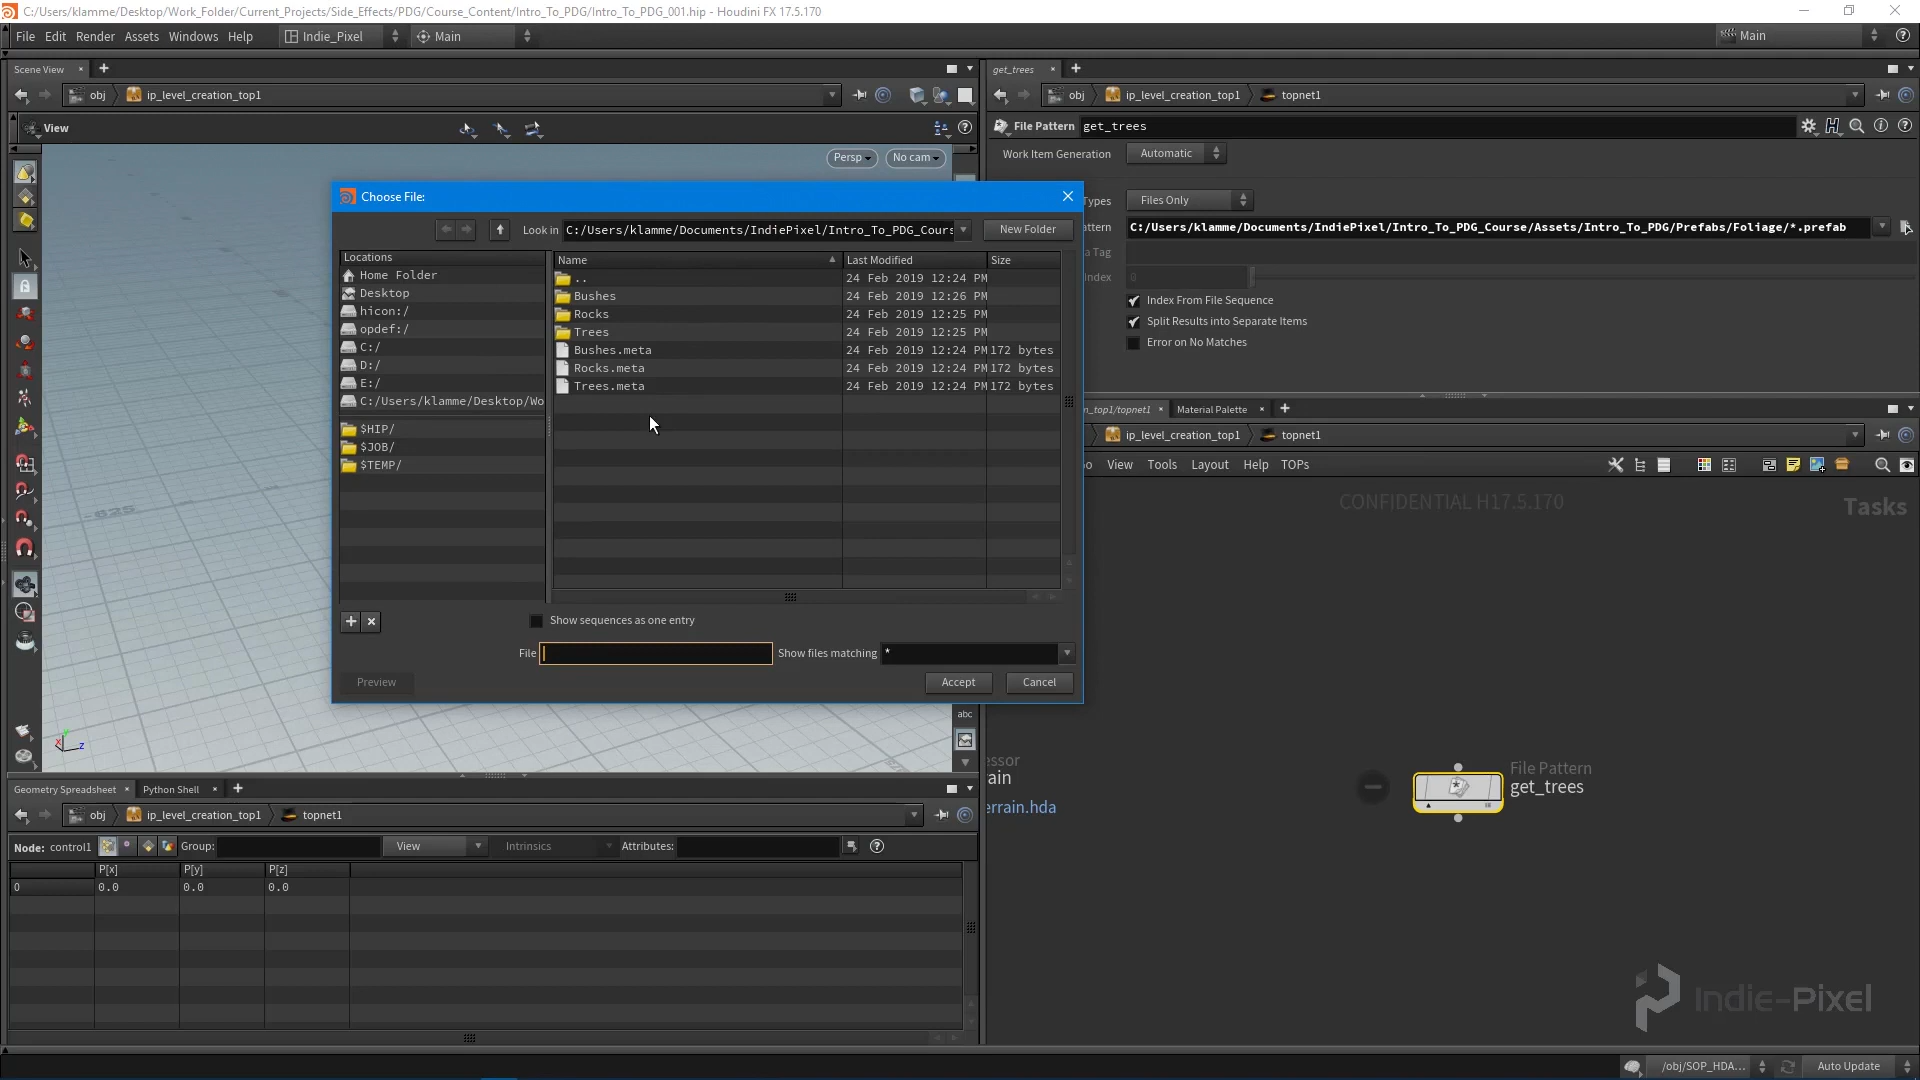 C:/Users/klamme/Desktop/Work_Folder/Current_Projects/Side_Effects/PDG/Course_Content/Intro_To_PDG/Intro_To_PDG_001.hip - Houdini FX 17.5.170
File Edit Render Assets Windows Help Indie_Pixel Main Main
Scene View
obj ip_level_creation_top1
View
Persp No cam
-625
get_trees
obj ip_level_creation_top1 topnet1
File Pattern get_trees
Work Item Generation Automatic
Types Files Only
ttern C:/Users/klamme/Documents/IndiePixel/Intro_To_PDG_Course/Assets/Intro_To_PDG/Prefabs/Foliage/*.prefab
a Tag
Index 0
Index From File Sequence
Split Results into Separate Items
Error on No Matches
Choose File:
Look in C:/Users/klamme/Documents/IndiePixel/Intro_To_PDG_Cours New Folder
Locations
Home Folder
Desktop
hicon:/
opdef:/
C:/
D:/
E:/
C:/Users/klamme/Desktop/Wo
$HIP/
$JOB/
$TEMP/
Name Last Modified Size
.. 24 Feb 2019 12:24 PM
Bushes 24 Feb 2019 12:26 PM
Rocks 24 Feb 2019 12:25 PM
Trees 24 Feb 2019 12:25 PM
Bushes.meta 24 Feb 2019 12:24 PM 172 bytes
Rocks.meta 24 Feb 2019 12:24 PM 172 bytes
Trees.meta 24 Feb 2019 12:24 PM 172 bytes
Show sequences as one entry
File Show files matching *
Preview Accept Cancel
n_top1/topnet1 Material Palette
ip_level_creation_top1 topnet1
o View Tools Layout Help TOPs
CONFIDENTIAL H17.5.170
Tasks
abc
x y z
essor
ain
errain.hda
File Pattern
get_trees
Geometry Spreadsheet Python Shell
obj ip_level_creation_top1 topnet1
Node: control1 Group: View Intrinsics Attributes:
P[x] P[y] P[z]
0 0.0 0.0 0.0
Indie-Pixel
/obj/SOP_HDA... Auto Update